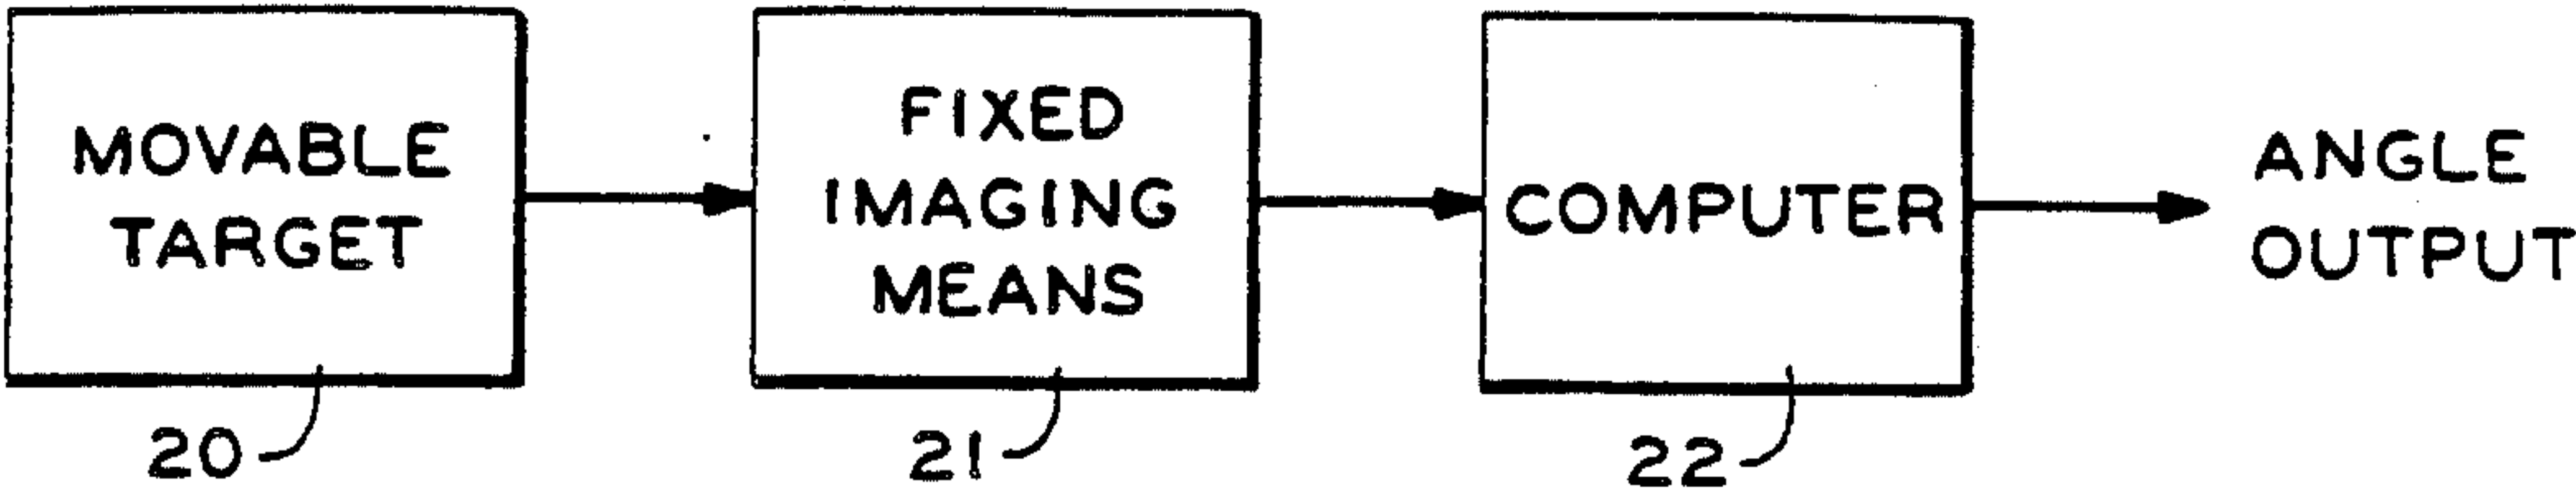 MOVABLE
TARGET
FIXED
IMAGING
MEANS
COMPUTER
ANGLE
OUTPUT
20
21
22